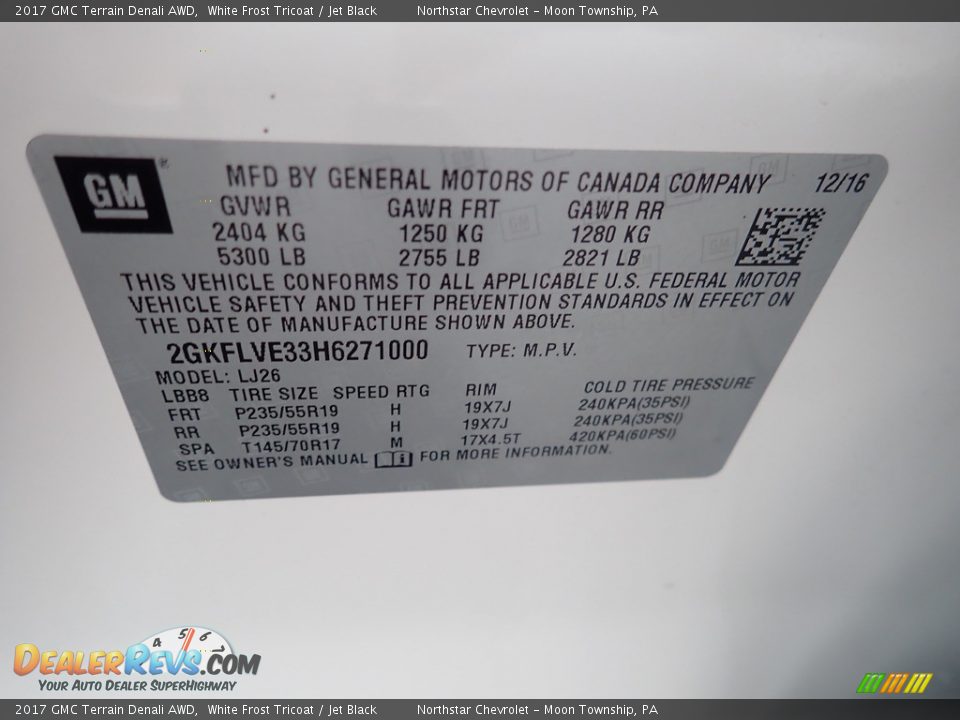 2017 GMC Terrain Denali AWD, White Frost Tricoat / Jet Black Northstar Chevrolet - Moon Township, PA
GM ®
MFD BY GENERAL MOTORS OF CANADA COMPANY 12/16
GVWR GAWR FRT GAWR RR
2404 KG 1250 KG 1280 KG
5300 LB 2755 LB 2821 LB
THIS VEHICLE CONFORMS TO ALL APPLICABLE U.S. FEDERAL MOTOR
VEHICLE SAFETY AND THEFT PREVENTION STANDARDS IN EFFECT ON
THE DATE OF MANUFACTURE SHOWN ABOVE.
2GKFLVE33H6271000 TYPE: M.P.V.
MODEL: LJ26
LBB8 TIRE SIZE SPEED RTG RIM COLD TIRE PRESSURE
FRT P235/55R19 H 19X7J 240KPA(35PSI)
RR P235/55R19 H 19X7J 240KPA(35PSI)
SPA T145/70R17 M 17X4.5T 420KPA(60PSI)
SEE OWNER'S MANUAL i FOR MORE INFORMATION.
4 5 6 7
DEALERREVS.COM
YOUR AUTO DEALER SUPERHIGHWAY
2017 GMC Terrain Denali AWD, White Frost Tricoat / Jet Black Northstar Chevrolet - Moon Township, PA